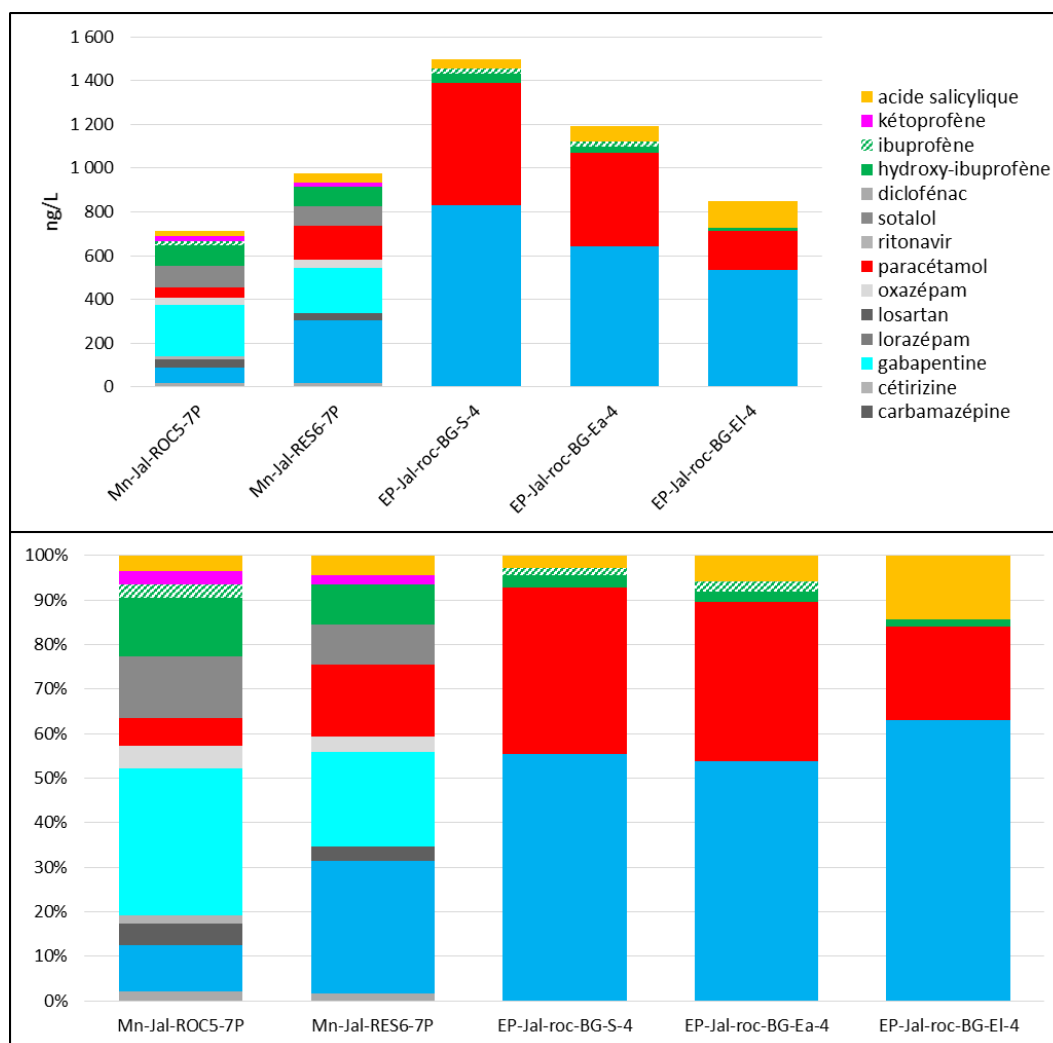 1 600
1 400
1 200
1 000
800
600
400
200
0
ng/L
Mn-Jal-ROC5-7P
Mn-Jal-RES6-7P
EP-Jal-roc-BG-S-4
EP-Jal-roc-BG-Ea-4
EP-Jal-roc-BG-El-4
acide salicylique
kétoprofène
ibuprofène
hydroxy-ibuprofène
diclofénac
sotalol
ritonavir
paracétamol
oxazépam
losartan
lorazépam
gabapentine
cétirizine
carbamazépine
100%
90%
80%
70%
60%
50%
40%
30%
20%
10%
0%
Mn-Jal-ROC5-7P
Mn-Jal-RES6-7P
EP-Jal-roc-BG-S-4
EP-Jal-roc-BG-Ea-4
EP-Jal-roc-BG-El-4